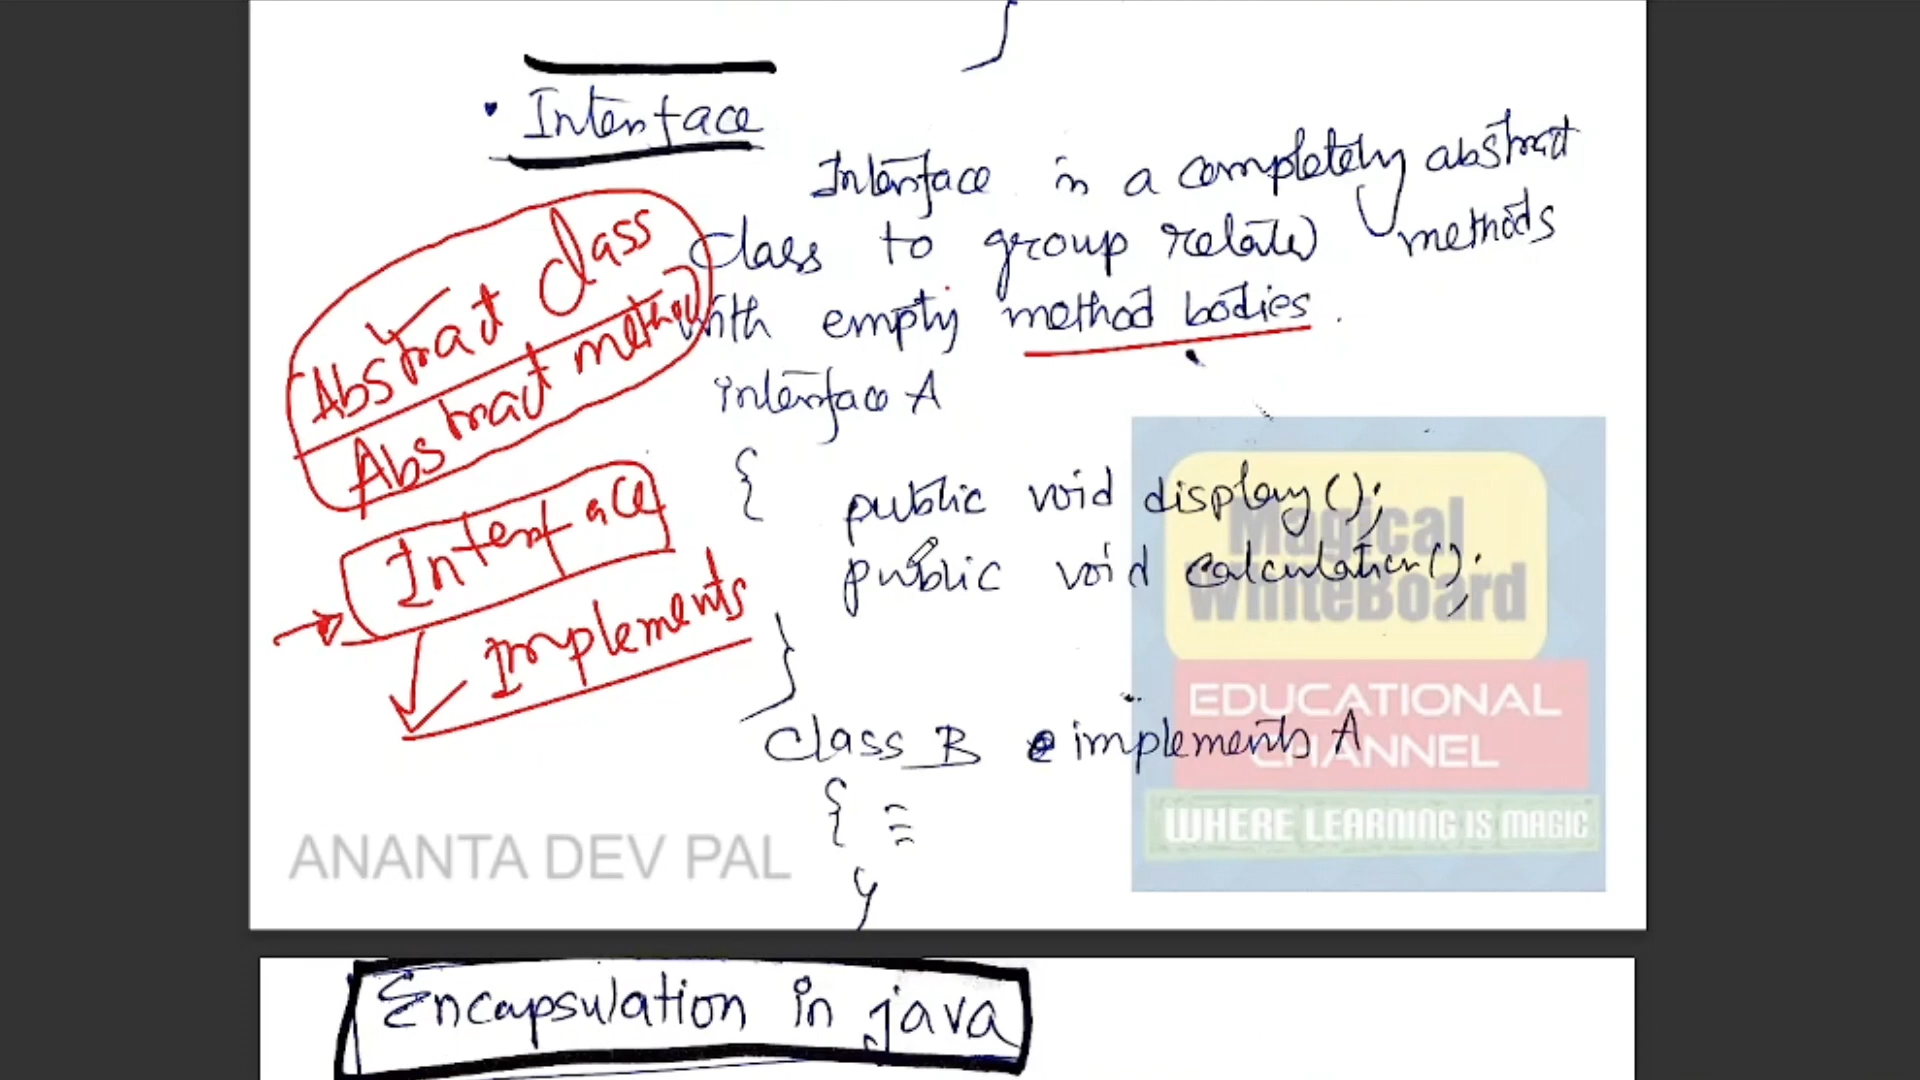 }
• Interface
Interface is a completely abstract
class to group related methods
with empty method bodies.
Abstract class
Abstract method
Interface
Implements
interface A
{ public void display();
public void calculation();
}
class B implements A
{
}
Magical
WhiteBoard
EDUCATIONAL
CHANNEL
WHERE LEARNING IS MAGIC
ANANTA DEV PAL
Encapsulation in java